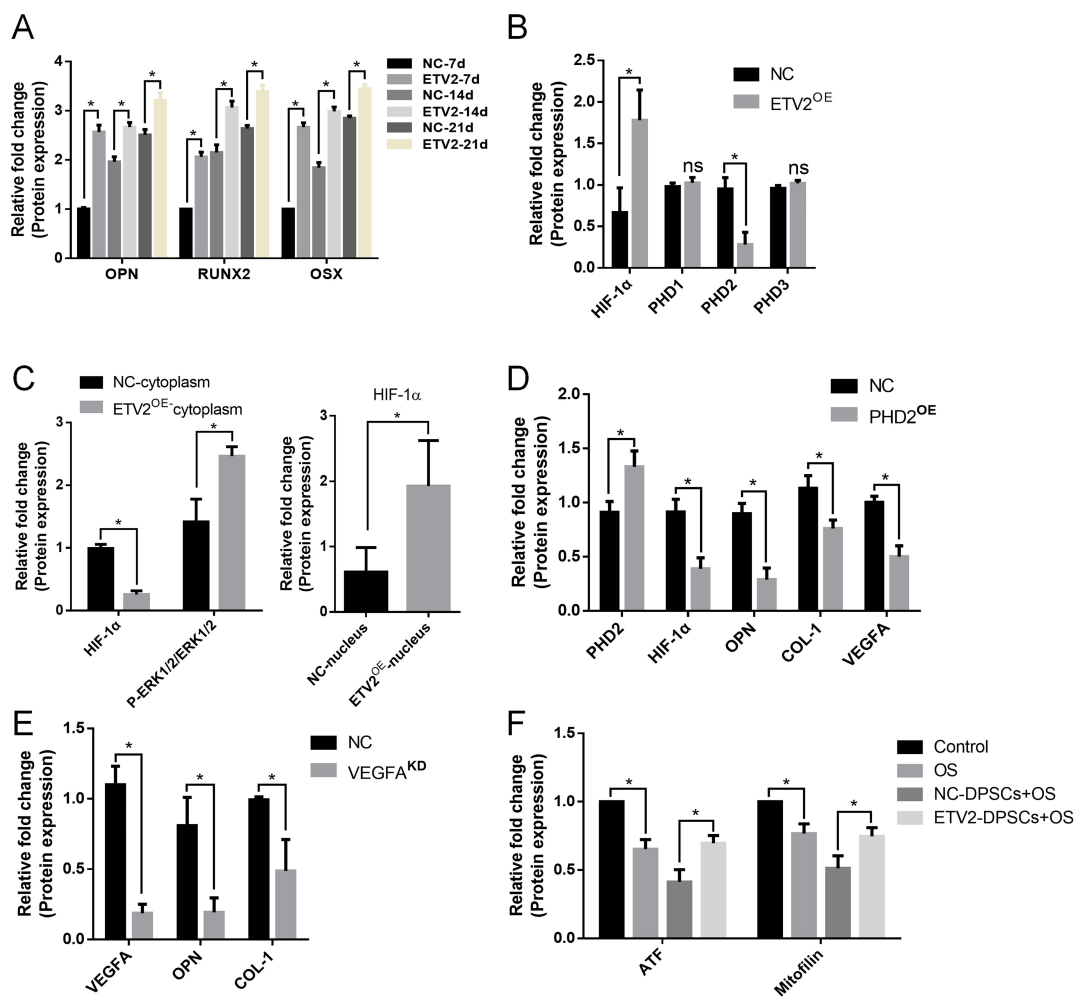 A
Relative fold change
(Protein expression)
4
3
2
1
0
* * *
* * *
* * *
OPN RUNX2 OSX
NC-7d
ETV2-7d
NC-14d
ETV2-14d
NC-21d
ETV2-21d
B
Relative fold change
(Protein expression)
2.5
2.0
1.5
1.0
0.5
0.0
* ns * ns
HIF-1α PHD1 PHD2 PHD3
NC
ETV2OE
C
NC-cytoplasm
ETV2OE-cytoplasm
Relative fold change
(Protein expression)
3
2
1
0
* *
HIF-1α P-ERK1/2/ERK1/2
HIF-1α
Relative fold change
(Protein expression)
3
2
1
0
*
NC-nucleus ETV2OE-nucleus
D
Relative fold change
(Protein expression)
2.0
1.5
1.0
0.5
0.0
* * * * *
PHD2 HIF-1α OPN COL-1 VEGFA
NC
PHD2OE
E
Relative fold change
(Protein expression)
1.5
1.0
0.5
0.0
* * *
VEGFA OPN COL-1
NC
VEGFAKD
F
Relative fold change
(Protein expression)
1.5
1.0
0.5
0.0
* * * *
ATF Mitofilin
Control
OS
NC-DPSCs+OS
ETV2-DPSCs+OS